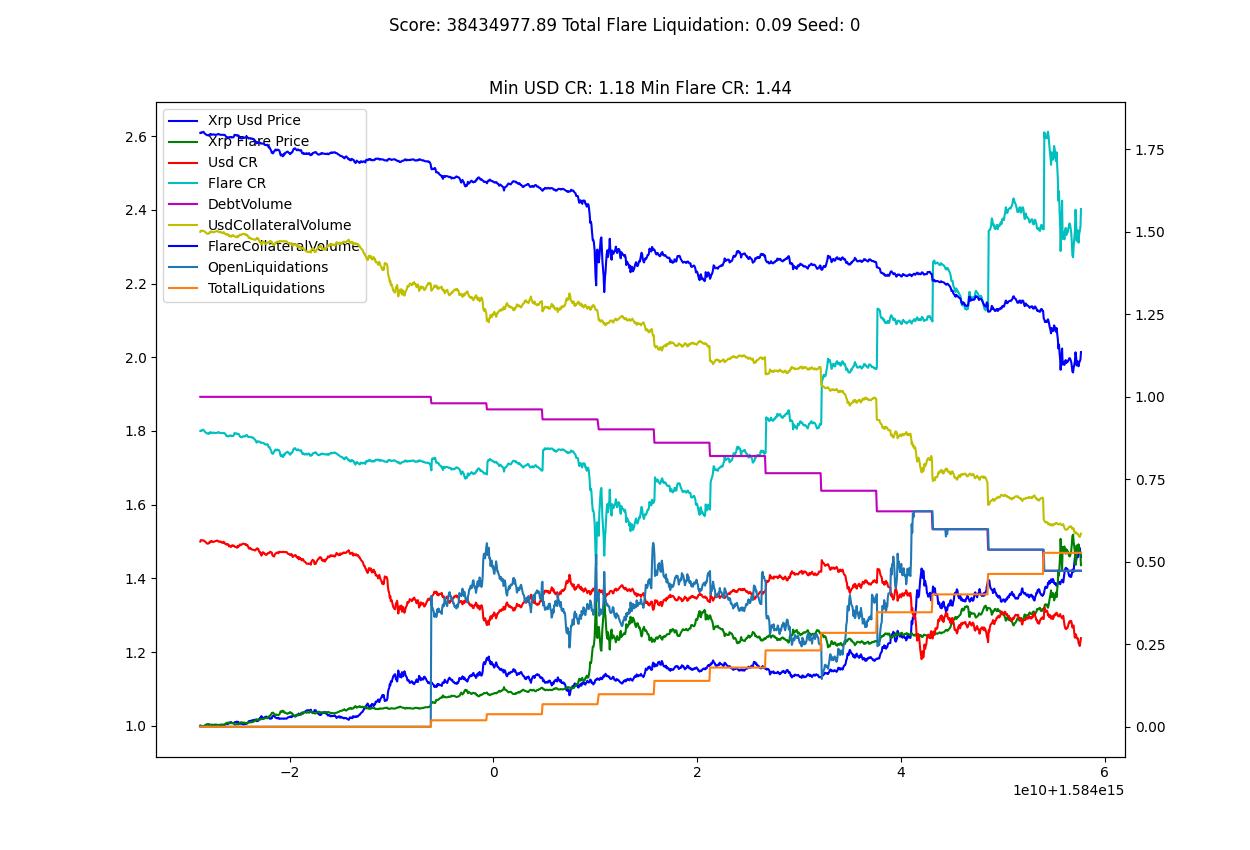 Score: 38434977.89 Total Flare Liquidation: 0.09 Seed: 0
Min USD CR: 1.18 Min Flare CR: 1.44
Xrp Usd Price
Xrp Flare Price
Usd CR
Flare CR
DebtVolume
UsdCollateralVolume
FlareCollateralVolume
OpenLiquidations
TotalLiquidations
2.6
2.4
2.2
2.0
1.8
1.6
1.4
1.2
1.0
1.75
1.50
1.25
1.00
0.75
0.50
0.25
0.00
−2
0
2
4
6
1e10+1.584e15